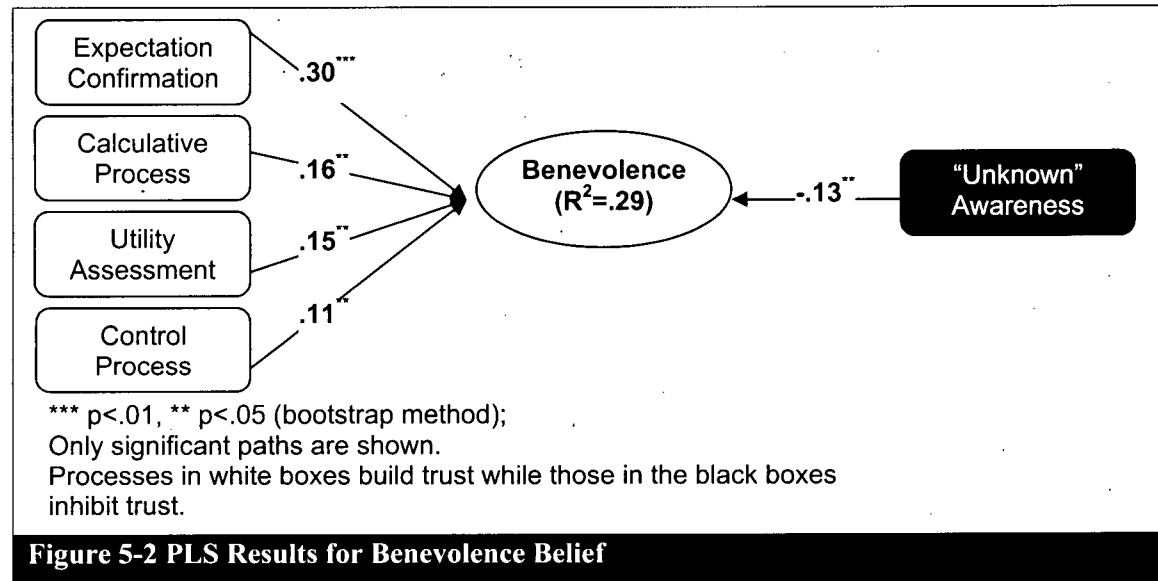 Expectation
Confirmation
.30***
Calculative
Process
.16**
Utility
Assessment
.15**
Control
Process
.11**
Benevolence
(R²=.29)
-.13**
“Unknown”
Awareness
*** p<.01, ** p<.05 (bootstrap method);
Only significant paths are shown.
Processes in white boxes build trust while those in the black boxes
inhibit trust.
Figure 5-2 PLS Results for Benevolence Belief